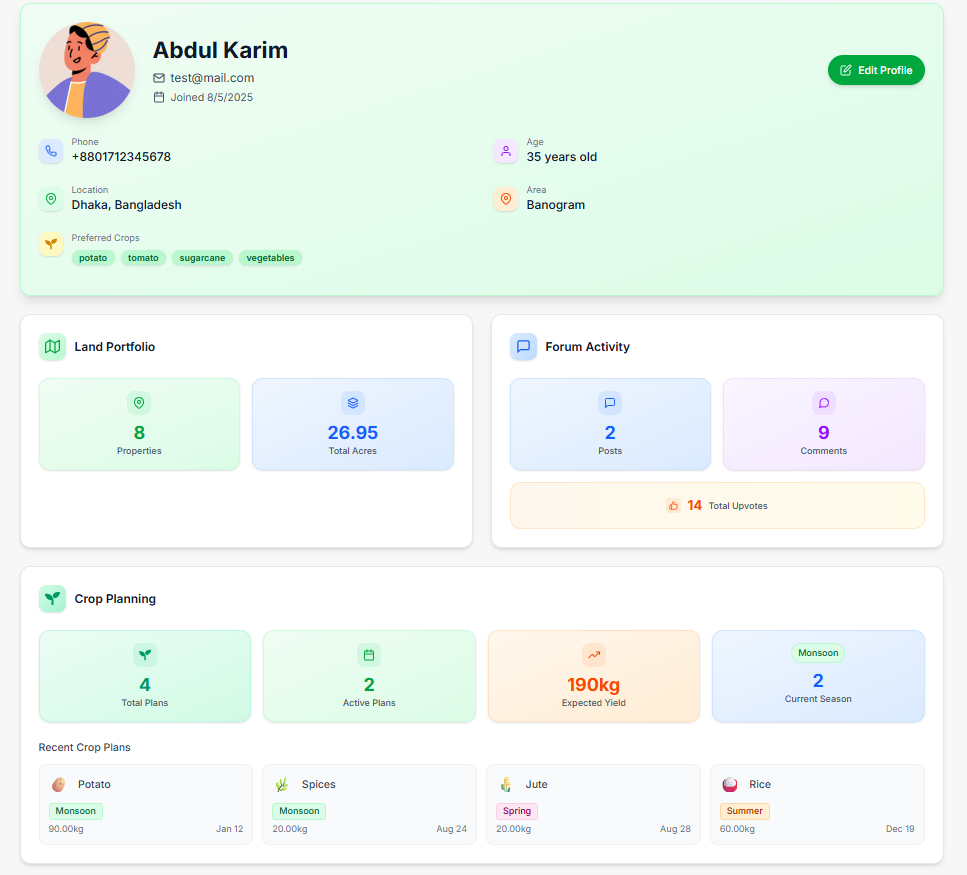 Abdul Karim
test@mail.com
Joined 8/5/2025
Edit Profile
Phone
+8801712345678
Age
35 years old
Location
Dhaka, Bangladesh
Area
Banogram
Preferred Crops
potato tomato sugarcane vegetables
Land Portfolio
8
Properties
26.95
Total Acres
Forum Activity
2
Posts
9
Comments
14 Total Upvotes
Crop Planning
4
Total Plans
2
Active Plans
190kg
Expected Yield
Monsoon
2
Current Season
Recent Crop Plans
Potato
Monsoon
90.00kg Jan 12
Spices
Monsoon
20.00kg Aug 24
Jute
Spring
20.00kg Aug 28
Rice
Summer
60.00kg Dec 19